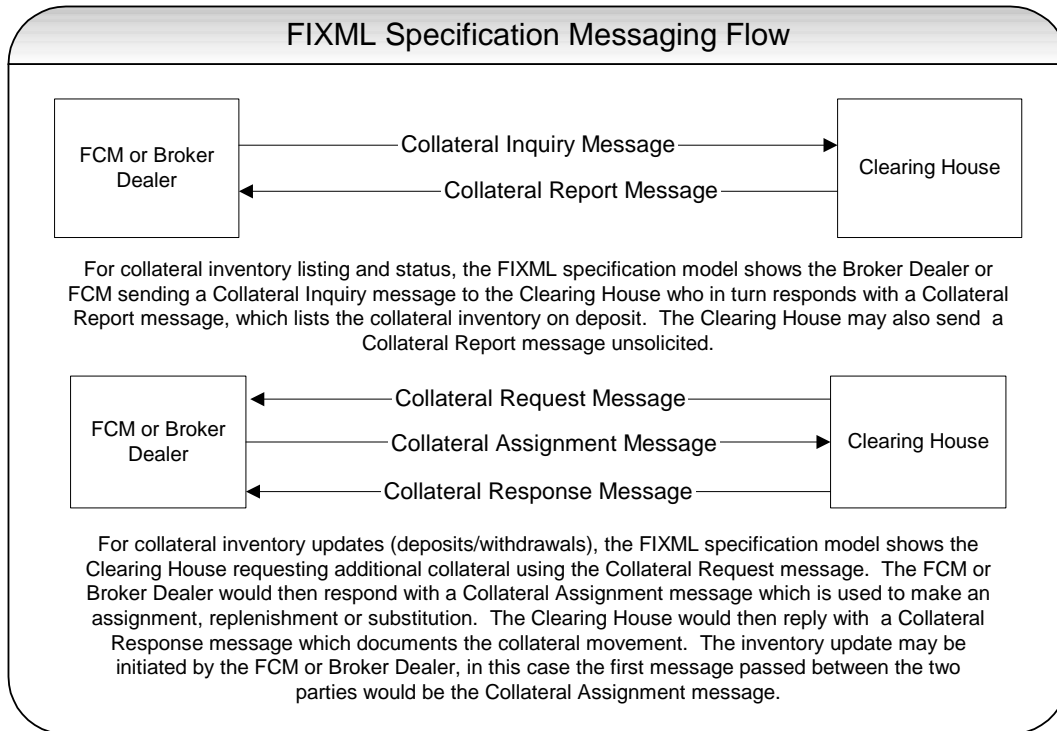 FIXML Specification Messaging Flow
FCM or Broker
Dealer
Collateral Inquiry Message
Collateral Report Message
Clearing House
For collateral inventory listing and status, the FIXML specification model shows the Broker Dealer or
FCM sending a Collateral Inquiry message to the Clearing House who in turn responds with a Collateral
Report message, which lists the collateral inventory on deposit.  The Clearing House may also send  a
Collateral Report message unsolicited.
FCM or Broker
Dealer
Collateral Request Message
Collateral Assignment Message
Collateral Response Message
Clearing House
For collateral inventory updates (deposits/withdrawals), the FIXML specification model shows the
Clearing House requesting additional collateral using the Collateral Request message.  The FCM or
Broker Dealer would then respond with a Collateral Assignment message which is used to make an
assignment, replenishment or substitution.  The Clearing House would then reply with  a Collateral
Response message which documents the collateral movement.  The inventory update may be
initiated by the FCM or Broker Dealer, in this case the first message passed between the two
parties would be the Collateral Assignment message.